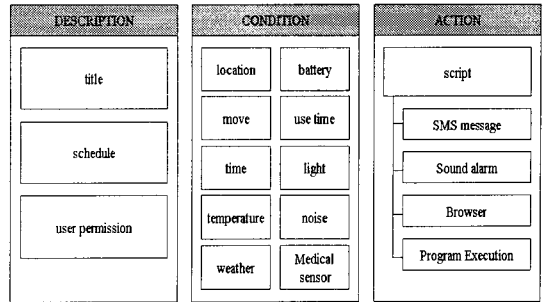 DESCRIPTION
title
schedule
user permission
CONDITION
location
battery
move
use time
time
light
temperature
noise
weather
Medical
sensor
ACTION
script
SMS message
Sound alarm
Browser
Program Execution